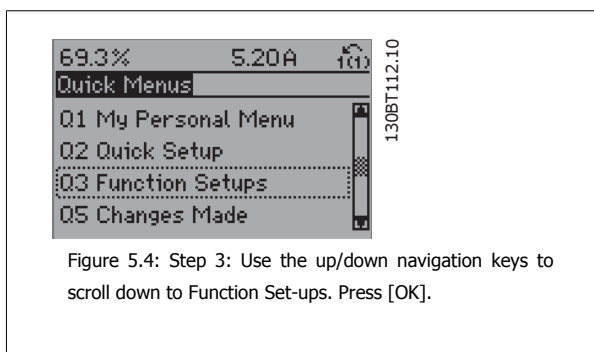 69.3% 5.20A 1(1)
Quick Menus
Q1 My Personal Menu
Q2 Quick Setup
Q3 Function Setups
Q5 Changes Made
130BT112.10
Figure 5.4: Step 3: Use the up/down navigation keys to
scroll down to Function Set-ups. Press [OK].